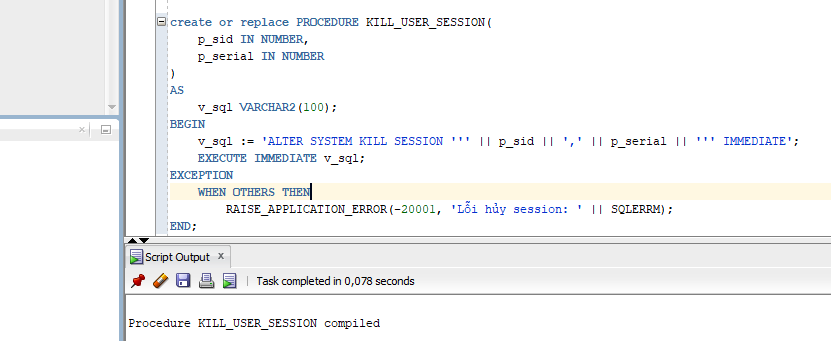 create or replace PROCEDURE KILL_USER_SESSION(
    p_sid IN NUMBER,
    p_serial IN NUMBER
)
AS
    v_sql VARCHAR2(100);
BEGIN
    v_sql := 'ALTER SYSTEM KILL SESSION ''' || p_sid || ',' || p_serial || ''' IMMEDIATE';
    EXECUTE IMMEDIATE v_sql;
EXCEPTION
    WHEN OTHERS THEN
        RAISE_APPLICATION_ERROR(-20001, 'Lỗi hủy session: ' || SQLERRM);
END;
Script Output x
Task completed in 0,078 seconds
Procedure KILL_USER_SESSION compiled